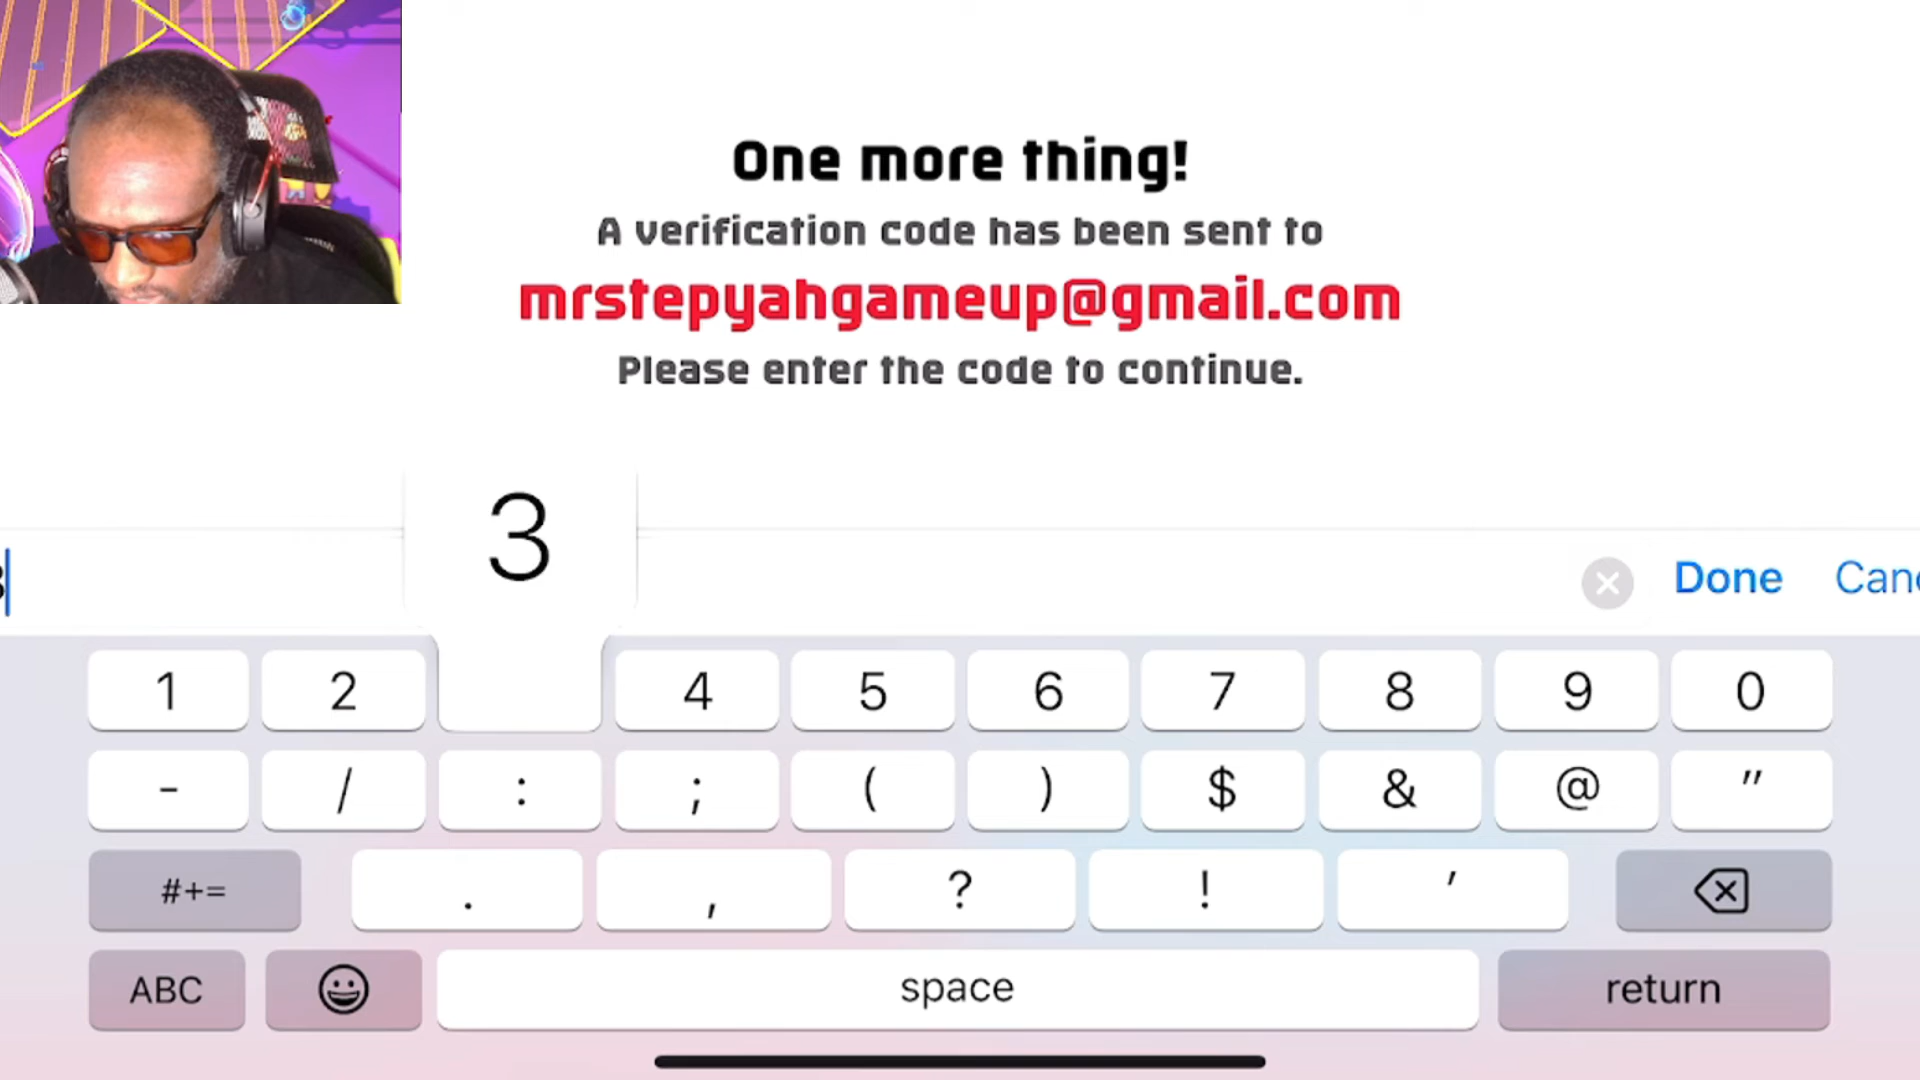 One more thing!
A verification code has been sent to
mrstepyahgameup@gmail.com
Please enter the code to continue.
3
Done
1 2 4 5 6 7 8 9 0
- / : ; ( ) $ & @ "
#+= . , ? ! '
ABC space return